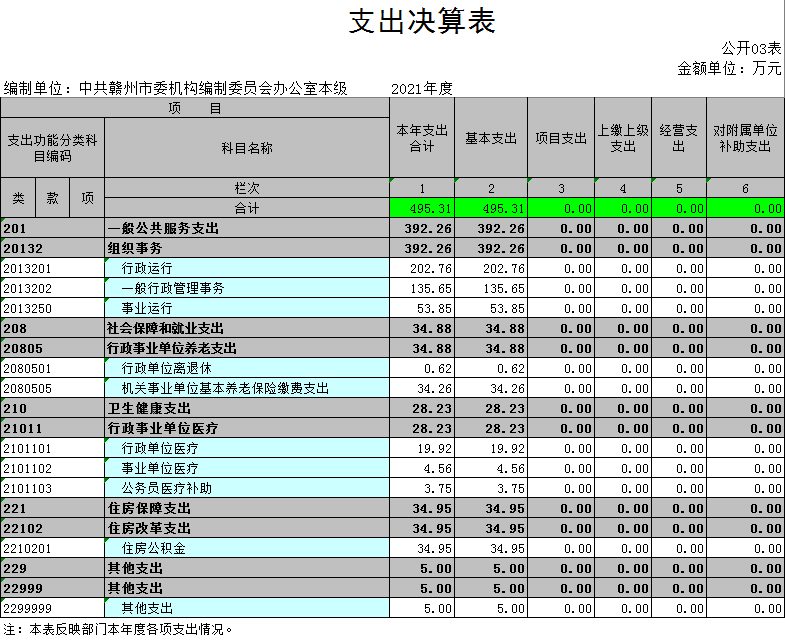 支出决算表
公开03表
金额单位：万元
编制单位：中共赣州市委机构编制委员会办公室本级 2021年度
项 目 本年支出合计 基本支出 项目支出 上缴上级支出 经营支出 对附属单位补助支出
支出功能分类科目编码 科目名称
类 款 项 栏次 1 2 3 4 5 6
合计 495.31 495.31 0.00 0.00 0.00 0.00
201 一般公共服务支出 392.26 392.26 0.00 0.00 0.00 0.00
20132 组织事务 392.26 392.26 0.00 0.00 0.00 0.00
2013201 行政运行 202.76 202.76 0.00 0.00 0.00 0.00
2013202 一般行政管理事务 135.65 135.65 0.00 0.00 0.00 0.00
2013250 事业运行 53.85 53.85 0.00 0.00 0.00 0.00
208 社会保障和就业支出 34.88 34.88 0.00 0.00 0.00 0.00
20805 行政事业单位养老支出 34.88 34.88 0.00 0.00 0.00 0.00
2080501 行政单位离退休 0.62 0.62 0.00 0.00 0.00 0.00
2080505 机关事业单位基本养老保险缴费支出 34.26 34.26 0.00 0.00 0.00 0.00
210 卫生健康支出 28.23 28.23 0.00 0.00 0.00 0.00
21011 行政事业单位医疗 28.23 28.23 0.00 0.00 0.00 0.00
2101101 行政单位医疗 19.92 19.92 0.00 0.00 0.00 0.00
2101102 事业单位医疗 4.56 4.56 0.00 0.00 0.00 0.00
2101103 公务员医疗补助 3.75 3.75 0.00 0.00 0.00 0.00
221 住房保障支出 34.95 34.95 0.00 0.00 0.00 0.00
22102 住房改革支出 34.95 34.95 0.00 0.00 0.00 0.00
2210201 住房公积金 34.95 34.95 0.00 0.00 0.00 0.00
229 其他支出 5.00 5.00 0.00 0.00 0.00 0.00
22999 其他支出 5.00 5.00 0.00 0.00 0.00 0.00
2299999 其他支出 5.00 5.00 0.00 0.00 0.00 0.00
注：本表反映部门本年度各项支出情况。